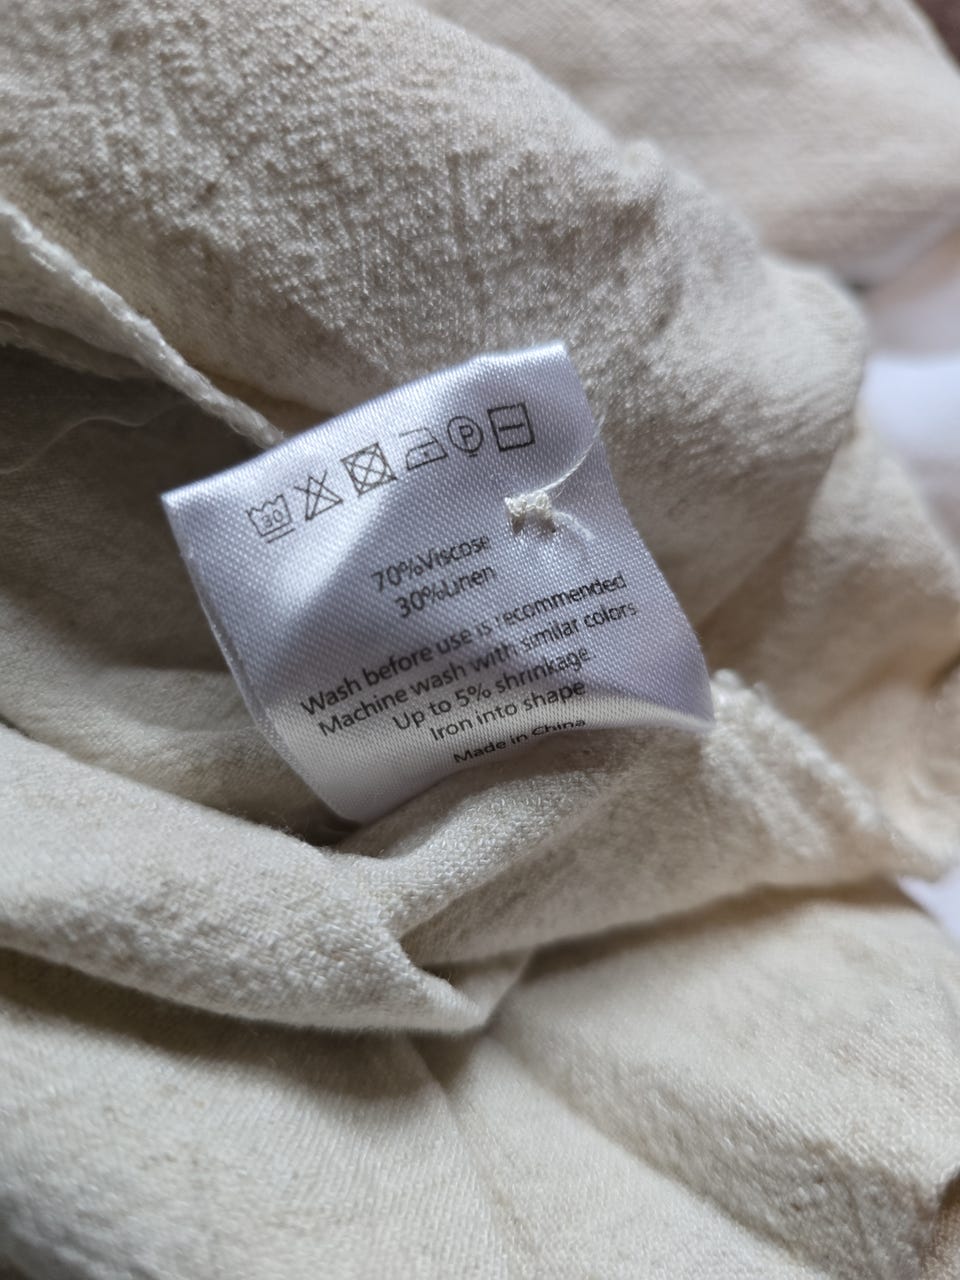 30
P
70%Viscose
30%Linen
Wash before use is recommended
Machine wash with similar colors
Up to 5% shrinkage
Iron into shape
Made in China